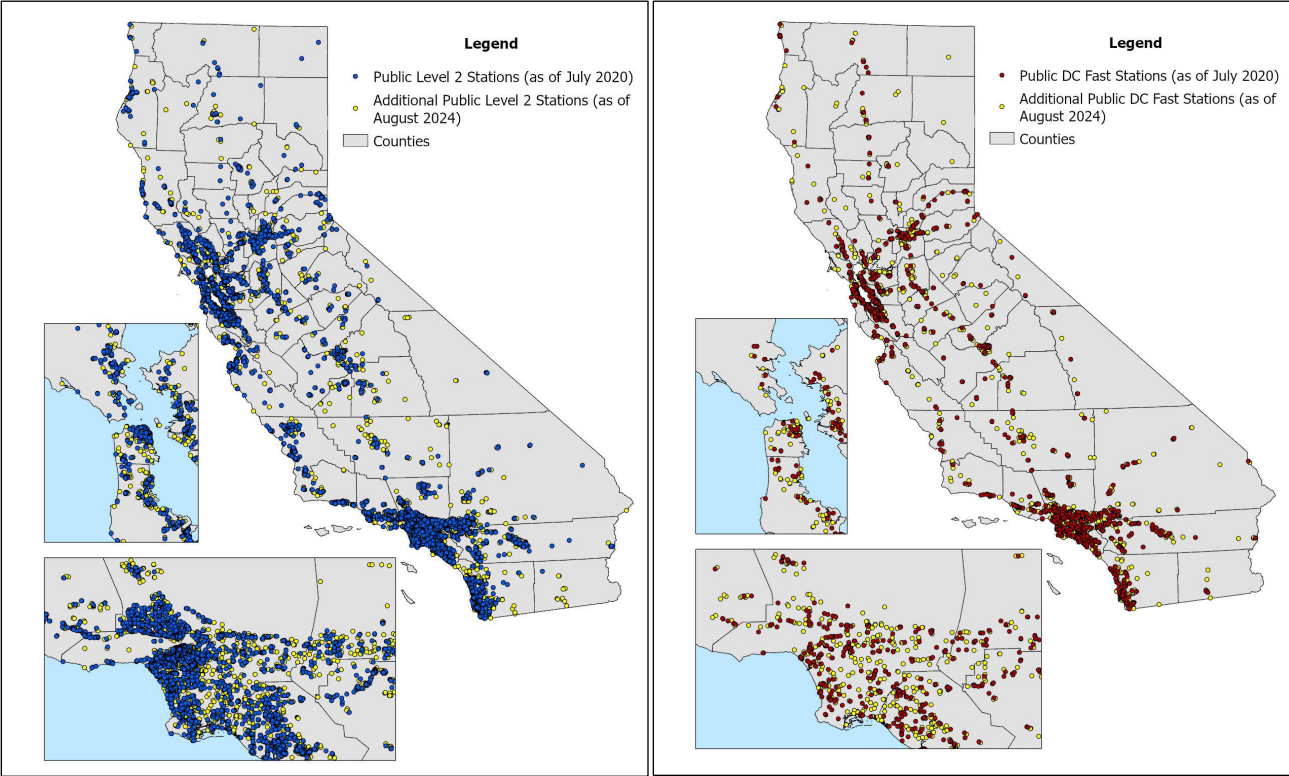 Legend
Public Level 2 Stations (as of July 2020)
Additional Public Level 2 Stations (as of
August 2024)
Counties
Legend
Public DC Fast Stations (as of July 2020)
Additional Public DC Fast Stations (as of
August 2024)
Counties